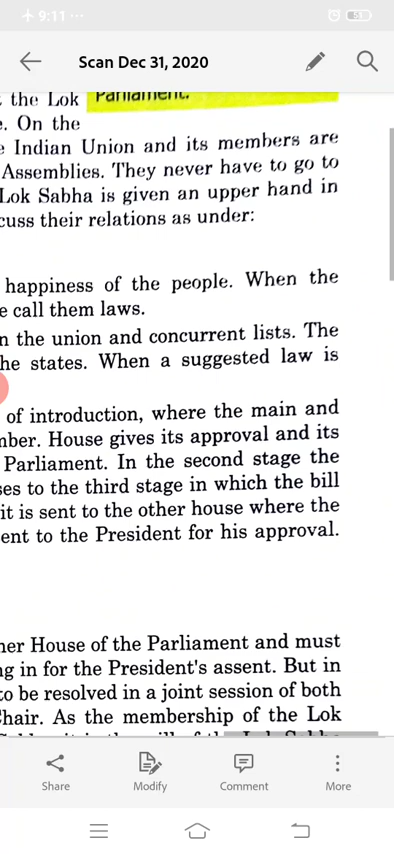 9:11 ...
Scan Dec 31, 2020
the Lok Parliament.
. On the
Indian Union and its members are
Assemblies. They never have to go to
Lok Sabha is given an upper hand in
cuss their relations as under:
happiness of the people. When the
e call them laws.
n the union and concurrent lists. The
he states. When a suggested law is
of introduction, where the main and
mber. House gives its approval and its
Parliament. In the second stage the
ses to the third stage in which the bill
it is sent to the other house where the
ent to the President for his approval.
her House of the Parliament and must
ng in for the President's assent. But in
to be resolved in a joint session of both
Chair. As the membership of the Lok
Share Modify Comment More